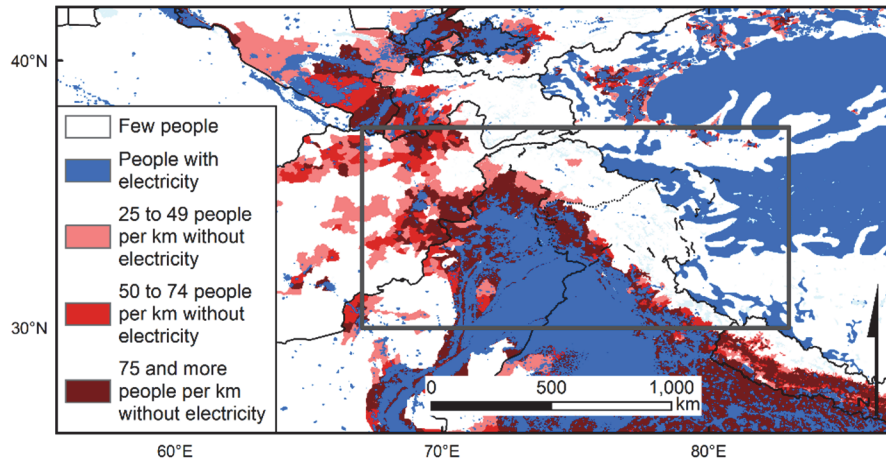 40°N
30°N
Few people
People with
electricity
25 to 49 people
per km without
electricity
50 to 74 people
per km without
electricity
75 and more
people per km
without electricity
0 500 1,000
km
N
60°E 70°E 80°E